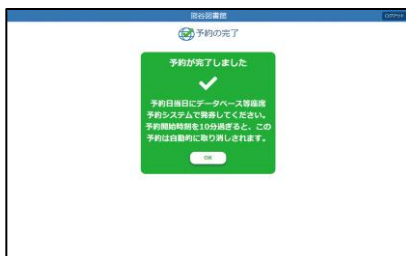 日比谷図書館
ログアウト
予約の完了
予約が完了しました
予約日当日にデータベース等座席
予約システムで発券してください。
予約開始時刻を10分過ぎると、この
予約は自動的に取り消しされます。
OK